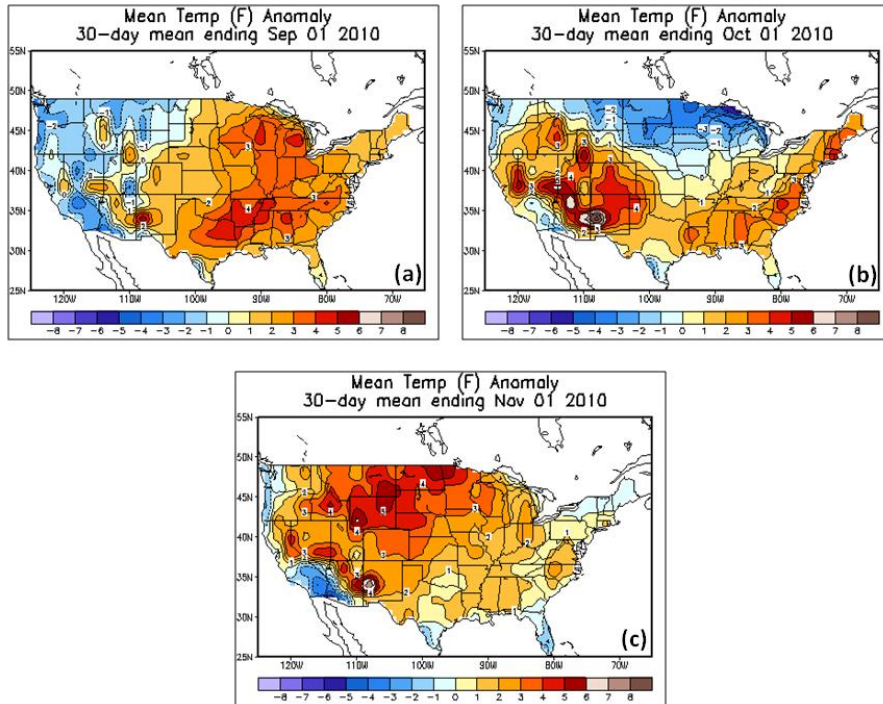 Mean Temp (F) Anomaly
30-day mean ending Sep 01 2010
55N
50N
45N
40N
35N
30N
25N
120W 110W 100W 90W 80W 70W
(a)
-8 -7 -6 -5 -4 -3 -2 -1 0 1 2 3 4 5 6 7 8
Mean Temp (F) Anomaly
30-day mean ending Oct 01 2010
55N
50N
45N
40N
35N
30N
25N
120W 110W 100W 90W 80W 70W
(b)
-8 -7 -6 -5 -4 -3 -2 -1 0 1 2 3 4 5 6 7 8
Mean Temp (F) Anomaly
30-day mean ending Nov 01 2010
55N
50N
45N
40N
35N
30N
25N
120W 110W 100W 90W 80W 70W
(c)
-8 -7 -6 -5 -4 -3 -2 -1 0 1 2 3 4 5 6 7 8